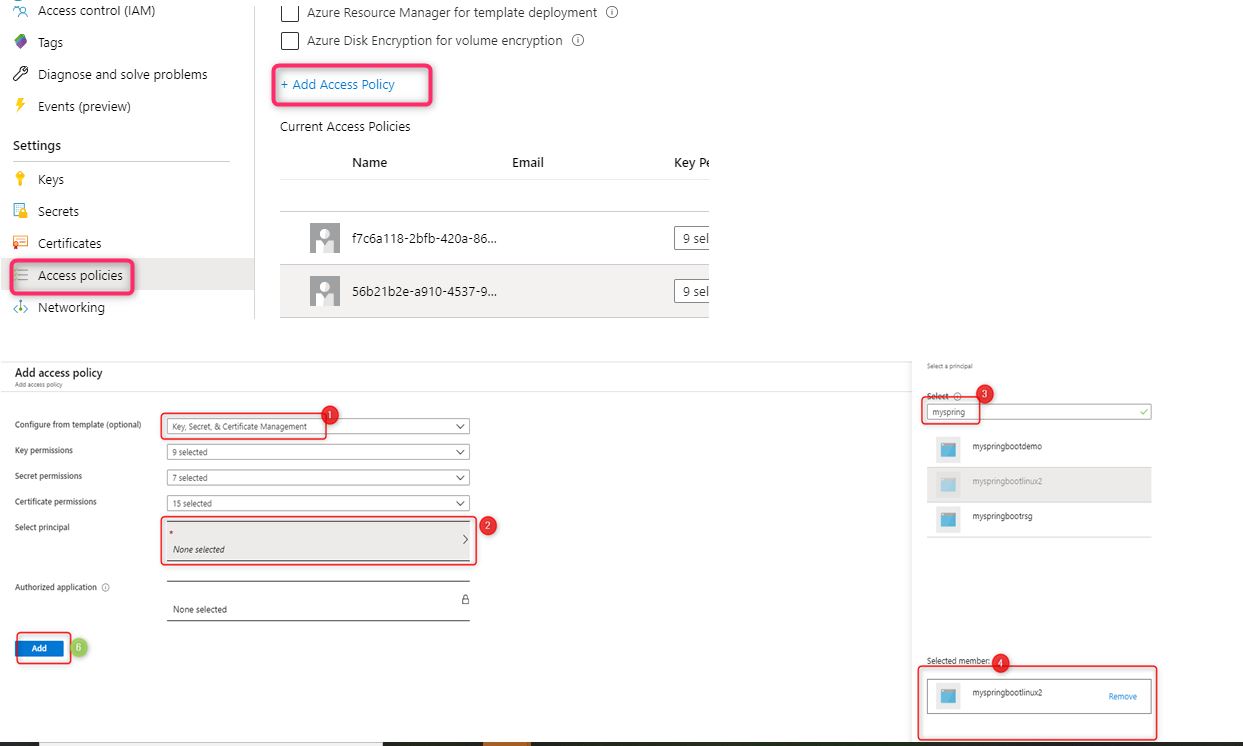 Access control (IAM)
Tags
Diagnose and solve problems
Events (preview)
Settings
Keys
Secrets
Certificates
Access policies
Networking
Azure Resource Manager for template deployment
Azure Disk Encryption for volume encryption
+ Add Access Policy
Current Access Policies
Name Email Key Pe
f7c6a118-2bfb-420a-86... 9 sel
56b21b2e-a910-4537-9... 9 sel
Add access policy
Add access policy
Configure from template (optional) Key, Secret, & Certificate Management 1
Key permissions 9 selected
Secret permissions 7 selected
Certificate permissions 15 selected
Select principal * 2
None selected
Authorized application
None selected
Add 6
Select a principal
Select 3
myspring
myspringbootdemo
myspringbootlinux2
myspringbootrsg
Selected member: 4
myspringbootlinux2 Remove